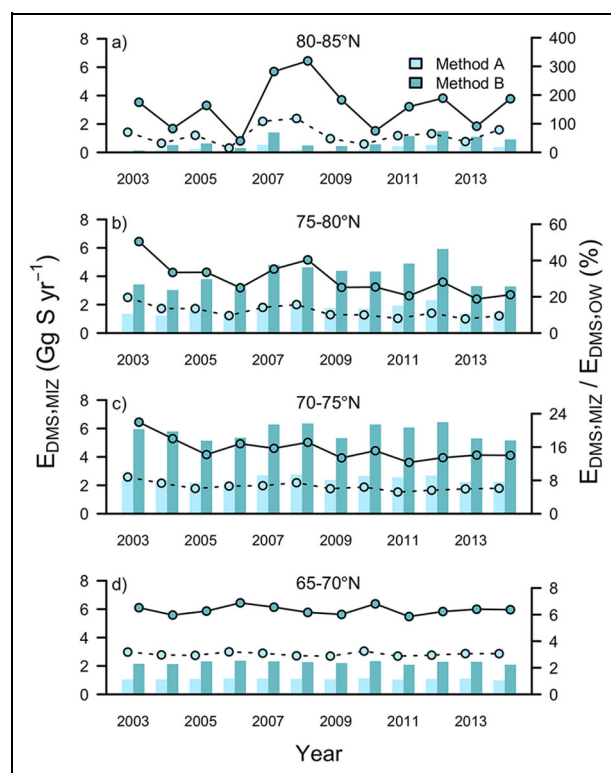 a) 80-85°N
Method A
Method B
8
6
4
2
0
400
300
200
100
0
2003 2005 2007 2009 2011 2013
b) 75-80°N
8
6
4
2
0
60
40
20
0
2003 2005 2007 2009 2011 2013
c) 70-75°N
8
6
4
2
0
24
16
8
0
2003 2005 2007 2009 2011 2013
d) 65-70°N
8
6
4
2
0
8
6
4
2
0
2003 2005 2007 2009 2011 2013
Year
E_DMS,MIZ (Gg S yr⁻¹)
E_DMS,MIZ / E_DMS,OW (%)